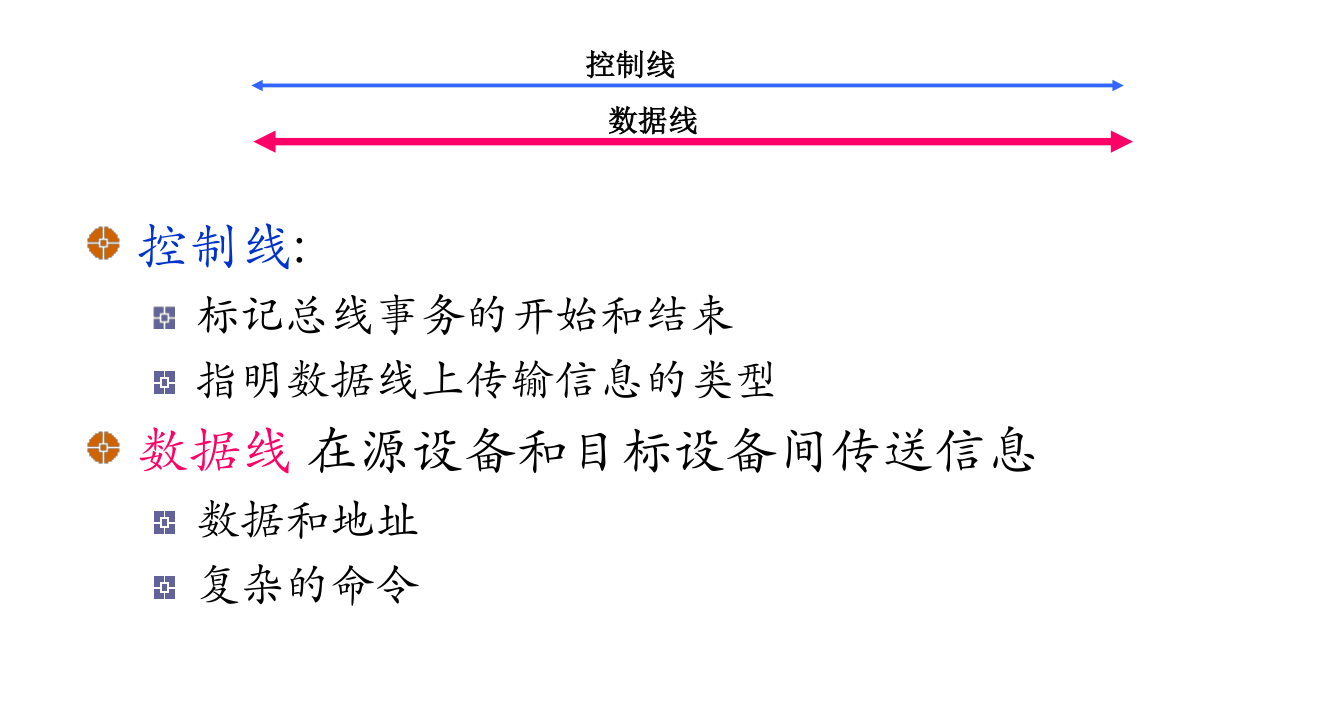 控制线
数据线
控制线:
标记总线事务的开始和结束
指明数据线上传输信息的类型
数据线 在源设备和目标设备间传送信息
数据和地址
复杂的命令